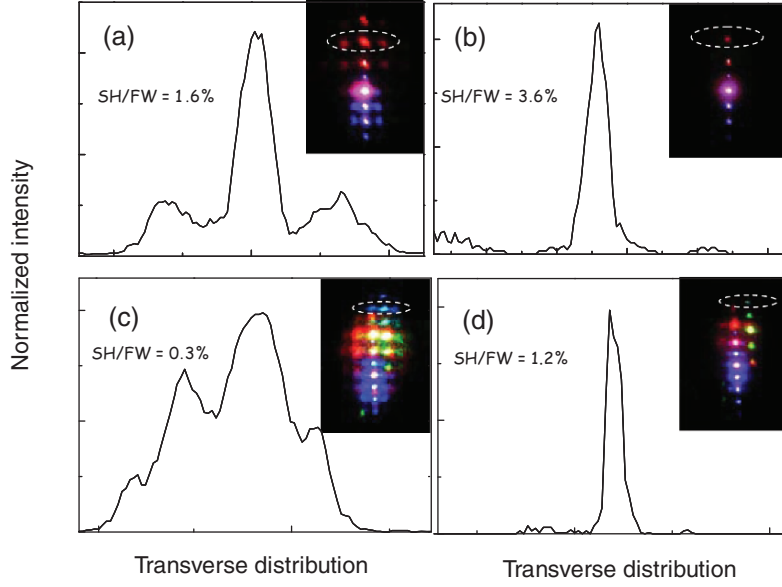 (a)
SH/FW = 1.6%
(b)
SH/FW = 3.6%
Normalized intensity
(c)
SH/FW = 0.3%
(d)
SH/FW = 1.2%
Transverse distribution
Transverse distribution